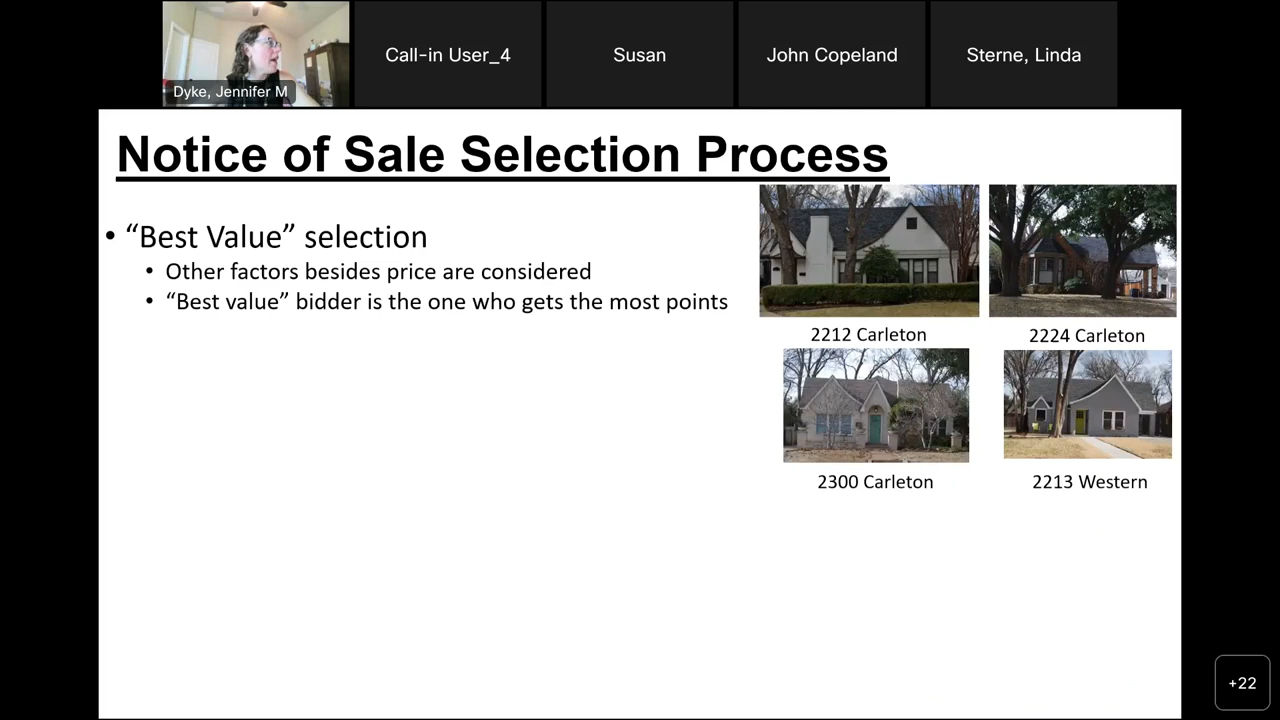 Call-in User_4
Susan
John Copeland
Sterne, Linda
Dyke, Jennifer M
Notice of Sale Selection Process
• “Best Value” selection
• Other factors besides price are considered
• “Best value” bidder is the one who gets the most points
2212 Carleton
2224 Carleton
2300 Carleton
2213 Western
+22